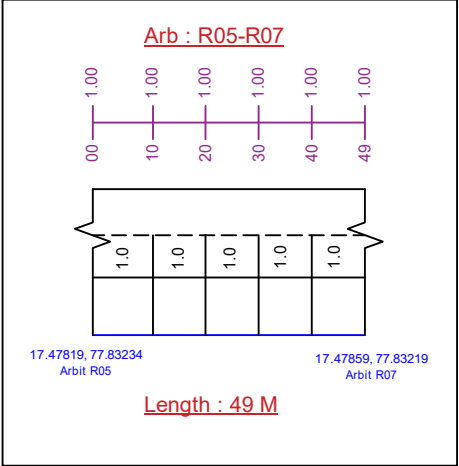 Arb : R05-R07
1.00 1.00 1.00 1.00 1.00 1.00
00 10 20 30 40 49
1.0 1.0 1.0 1.0 1.0
17.47819, 77.83234
Arbit R05
17.47859, 77.83219
Arbit R07
Length : 49 M